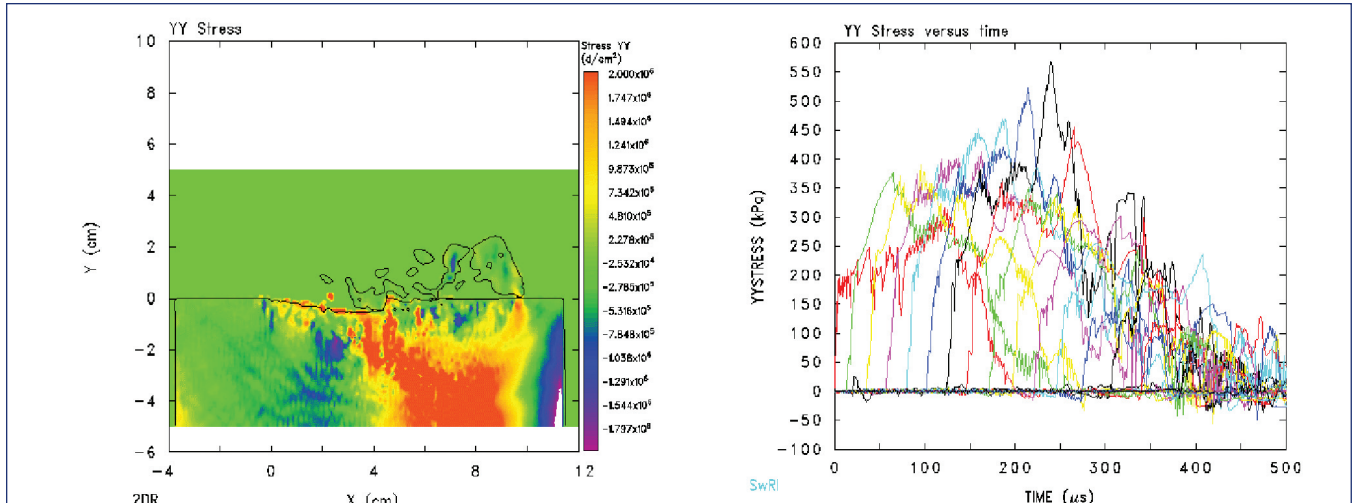 YY Stress
10
8
6
4
2
0
−2
−4
−6
Y (cm)
−4 0 4 8 12
2DR X (cm)
Stress YY
(d/cm²)
2.000x10⁶
1.747x10⁶
1.494x10⁶
1.241x10⁶
9.873x10⁵
7.342x10⁵
4.810x10⁵
2.278x10⁵
−2.532x10⁴
−2.785x10⁵
−5.316x10⁵
−7.848x10⁵
−1.038x10⁶
−1.291x10⁶
−1.544x10⁶
−1.797x10⁶
YY Stress versus time
600
550
500
450
400
350
300
250
200
150
100
50
0
−50
−100
YYSTRESS (kPa)
0 100 200 300 400 500
SwRI
TIME (μs)